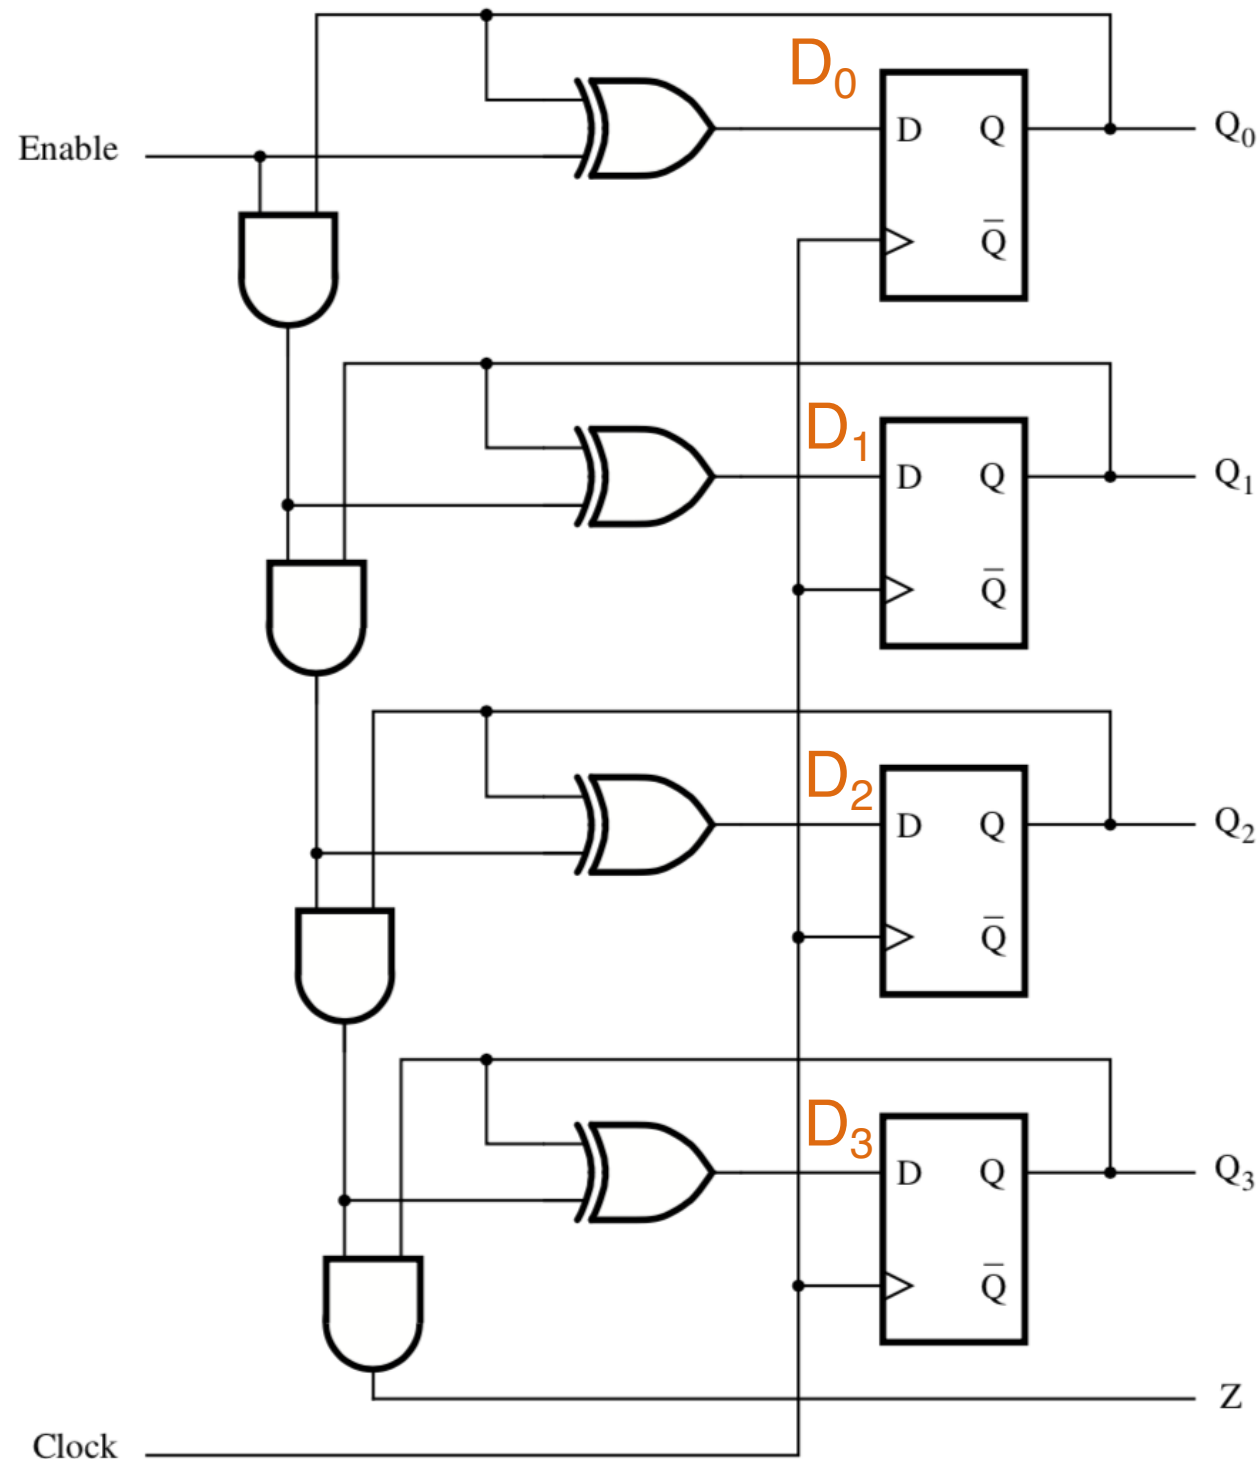 D₀
D Q Q₀
Enable
Q̅
D₁
D Q Q₁
Q̅
D₂
D Q Q₂
Q̅
D₃
D Q Q₃
Q̅
Z
Clock